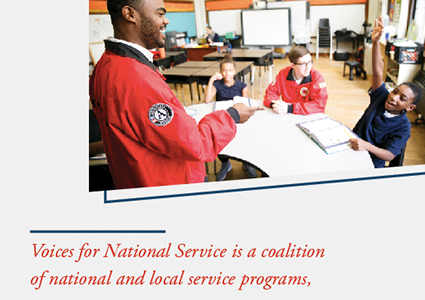 Voices for National Service is a coalition
of national and local service programs,